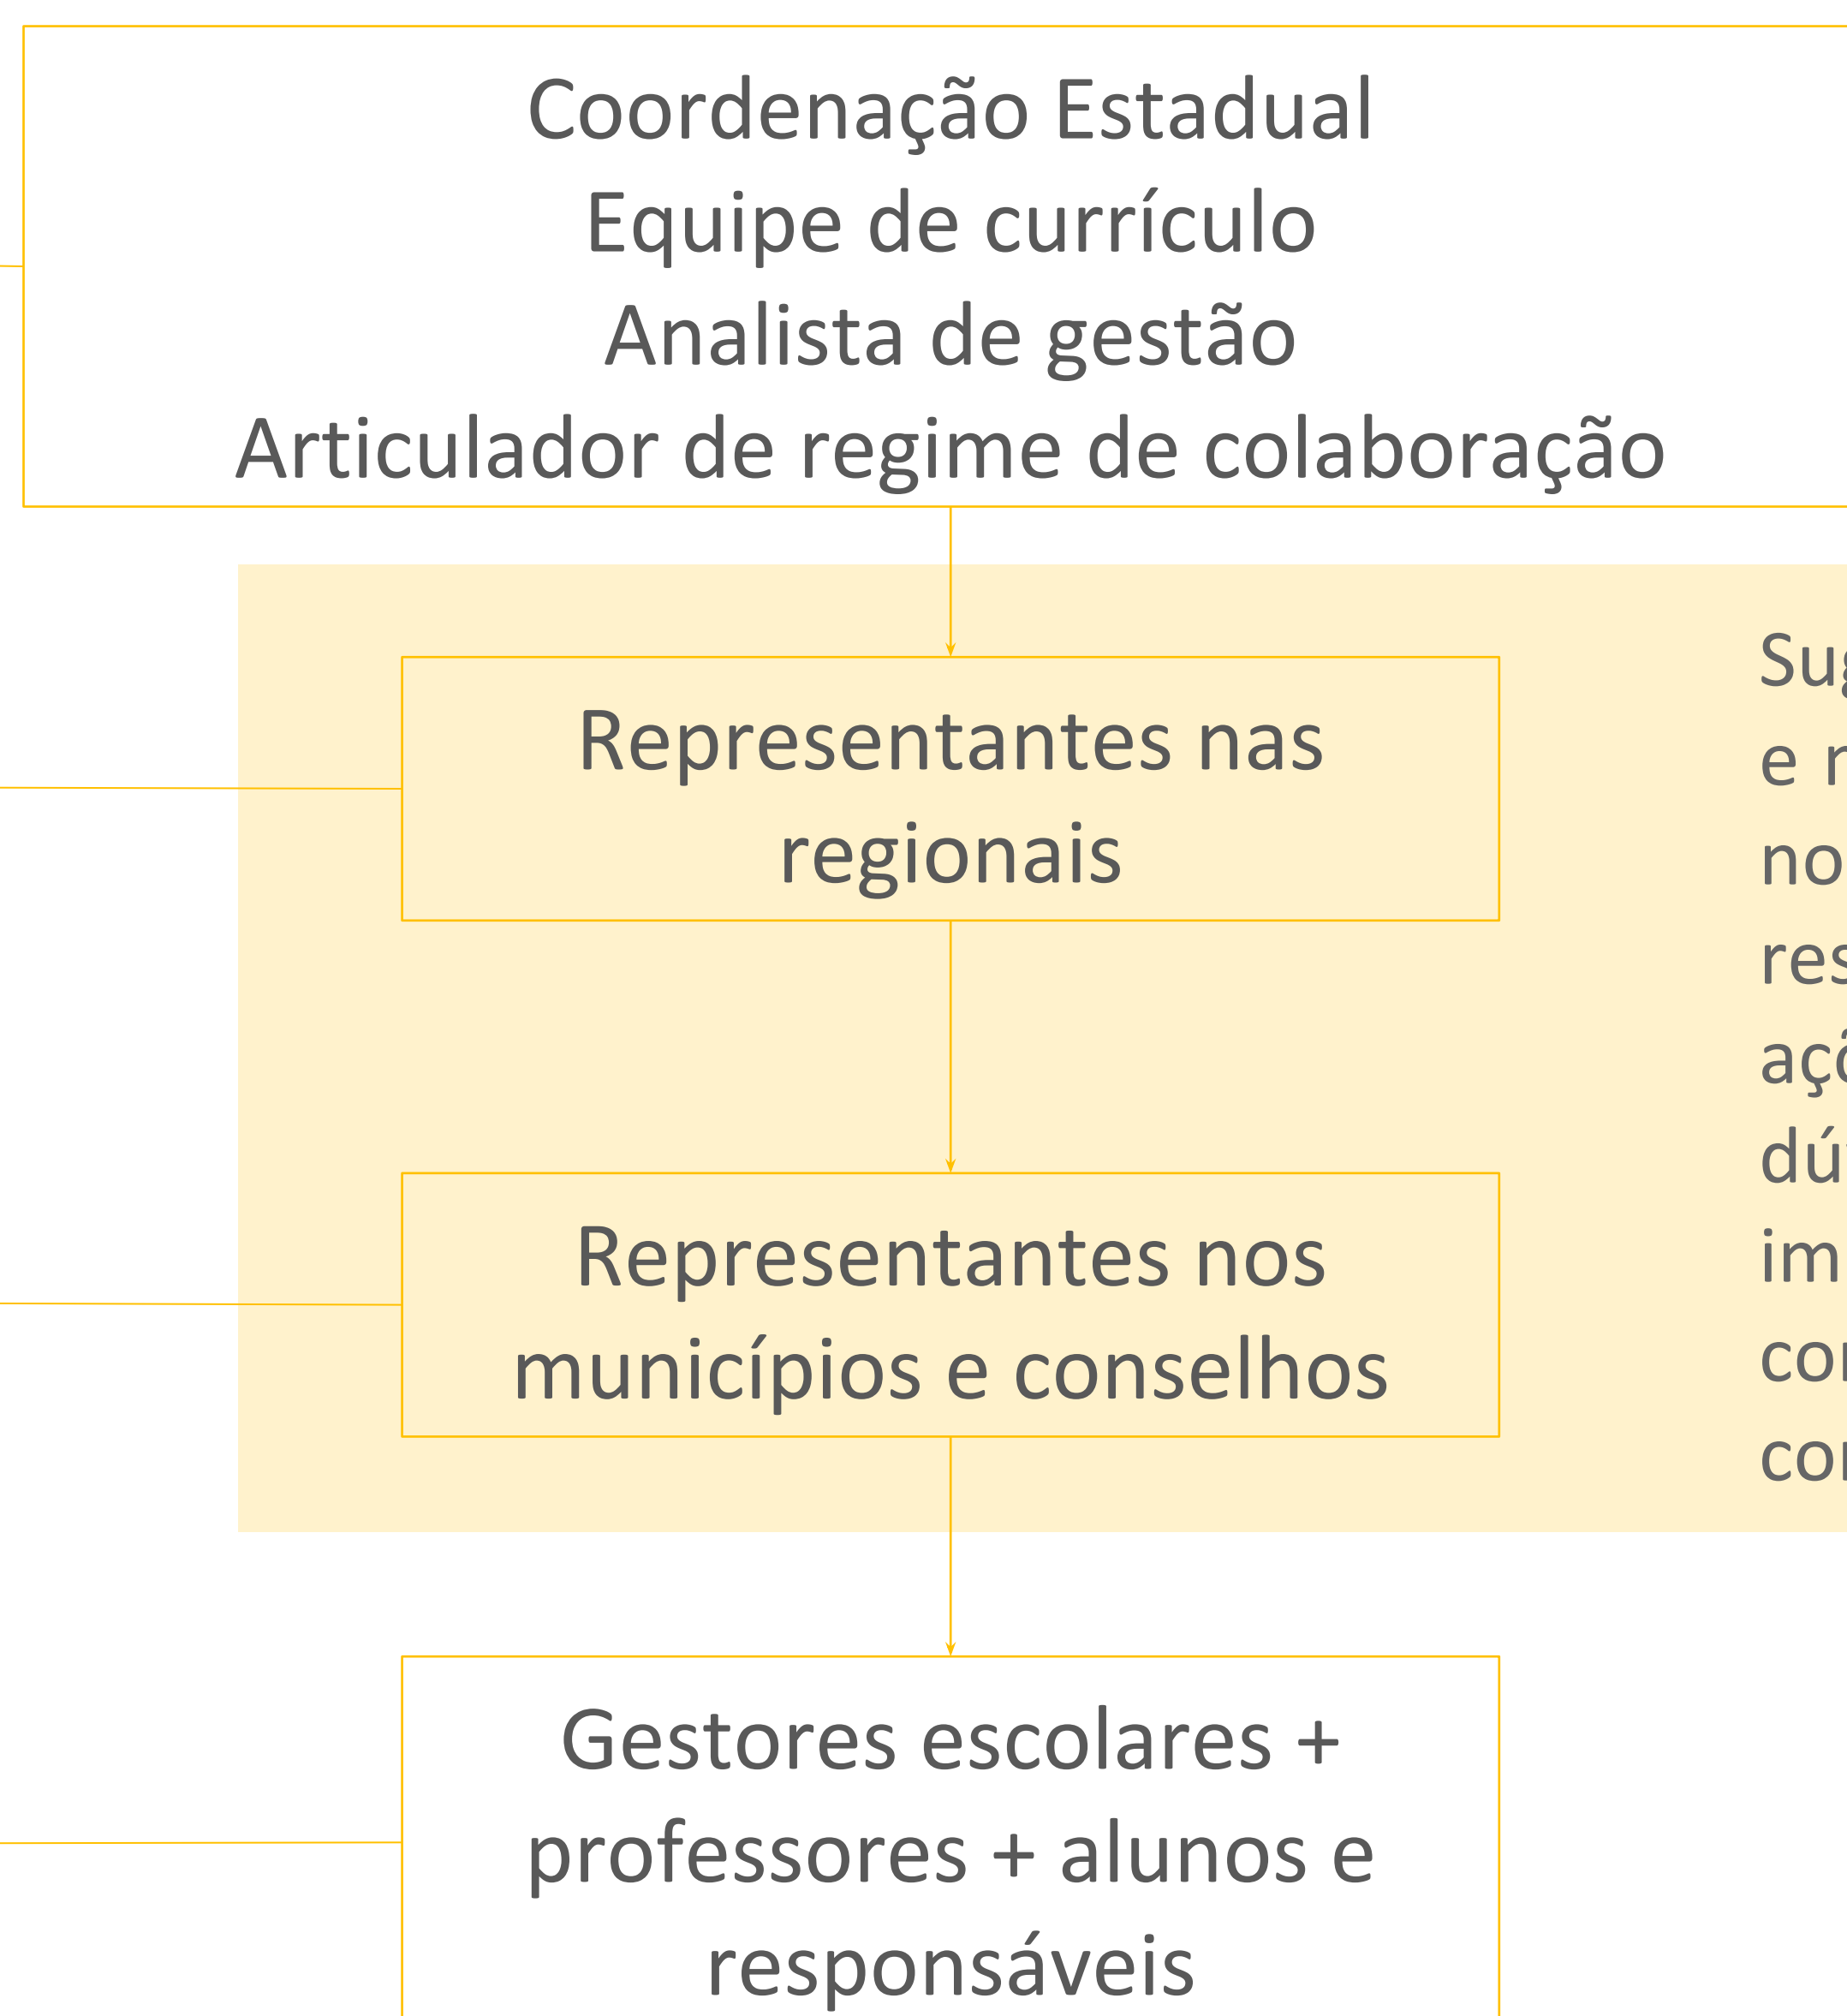 Coordenação Estadual
Equipe de currículo
Analista de gestão
Articulador de regime de colaboração
Representantes nas
regionais
Representantes nos
municípios e conselhos
Gestores escolares +
professores + alunos e
responsáveis
e